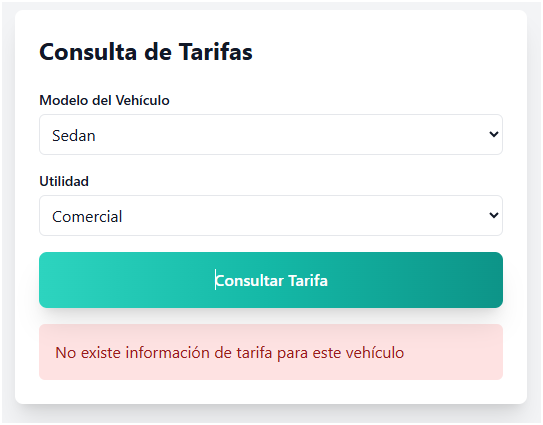 Consulta de Tarifas
Modelo del Vehículo
Sedan
Utilidad
Comercial
Consultar Tarifa
No existe información de tarifa para este vehículo